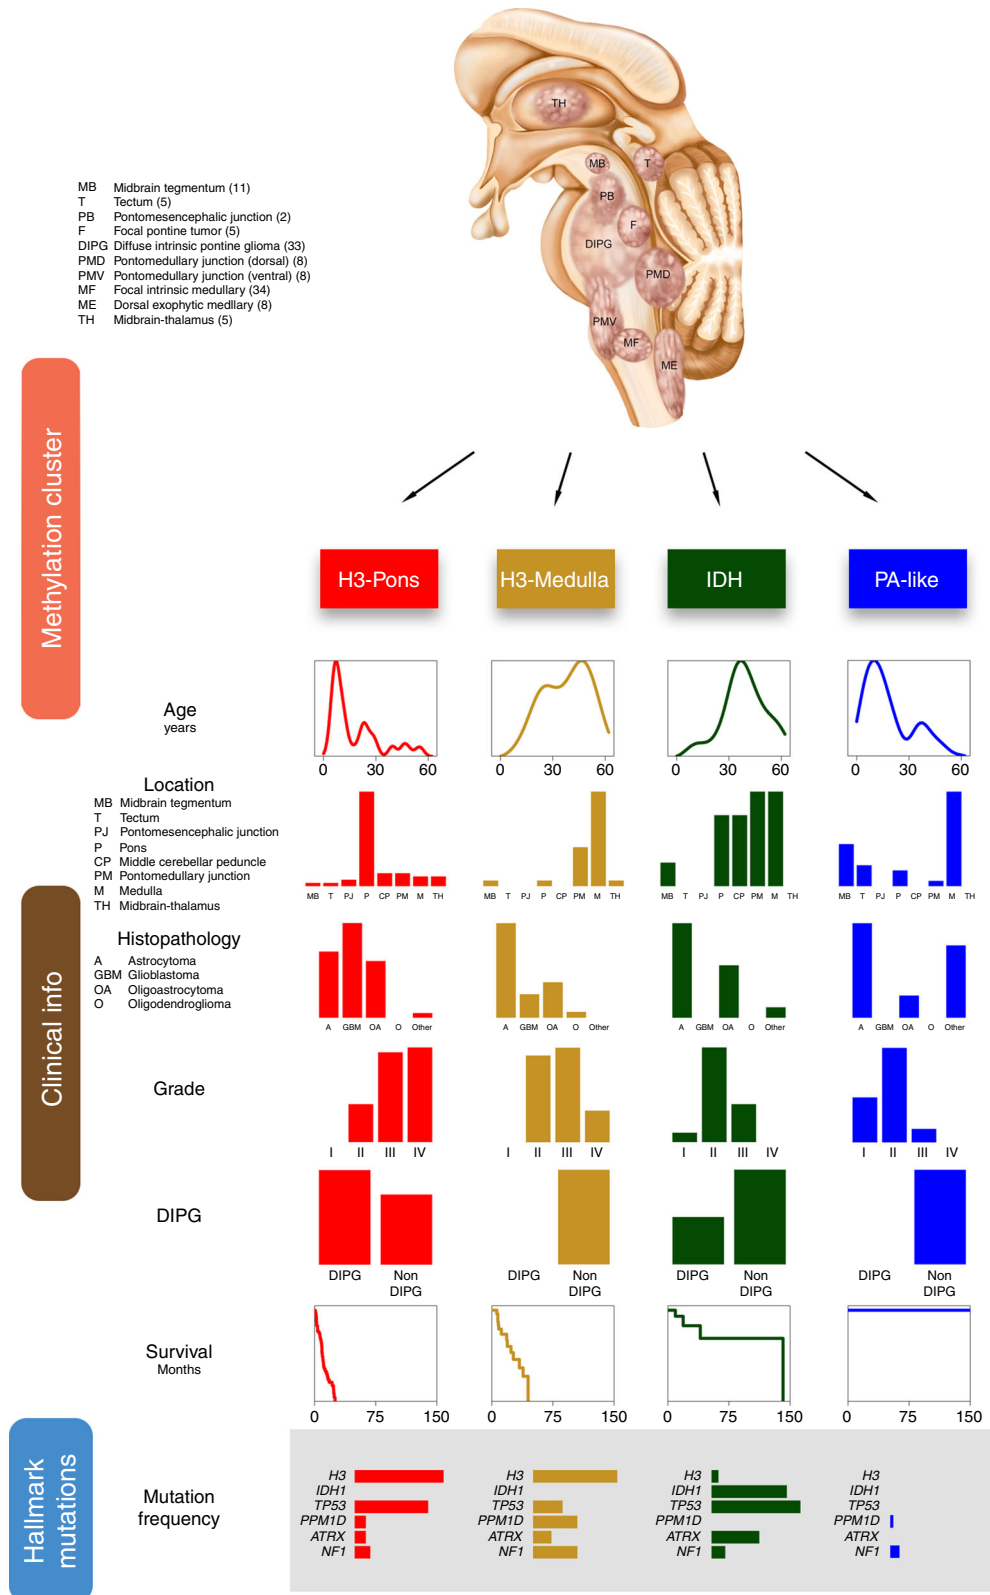 TH
MB
T
PB
F
DIPG
PMD
PMV
MF
ME
MB Midbrain tegmentum (11)
T Tectum (5)
PB Pontomesencephalic junction (2)
F Focal pontine tumor (5)
DIPG Diffuse intrinsic pontine glioma (33)
PMD Pontomedullary junction (dorsal) (8)
PMV Pontomedullary junction (ventral) (8)
MF Focal intrinsic medullary (34)
ME Dorsal exophytic medllary (8)
TH Midbrain-thalamus (5)
Methylation cluster
H3-Pons H3-Medulla IDH PA-like
Age
years
0 30 60 0 30 60 0 30 60 0 30 60
Clinical info
Location
MB Midbrain tegmentum
T Tectum
PJ Pontomesencephalic junction
P Pons
CP Middle cerebellar peduncle
PM Pontomedullary junction
M Medulla
TH Midbrain-thalamus
MB T PJ P CP PM M TH MB T PJ P CP PM M TH MB T PJ P CP PM M TH MB T PJ P CP PM M TH
Histopathology
A Astrocytoma
GBM Glioblastoma
OA Oligoastrocytoma
O Oligodendroglioma
A GBM OA O Other A GBM OA O Other A GBM OA O Other A GBM OA O Other
Grade
I II III IV I II III IV I II III IV I II III IV
DIPG
DIPG Non DIPG Non DIPG Non DIPG Non
DIPG DIPG DIPG DIPG
Survival
Months
0 75 150 0 75 150 0 75 150 0 75 150
Hallmark
mutations
Mutation
frequency
H3 H3 H3 H3
IDH1 IDH1 IDH1 IDH1
TP53 TP53 TP53 TP53
PPM1D PPM1D PPM1D PPM1D
ATRX ATRX ATRX ATRX
NF1 NF1 NF1 NF1